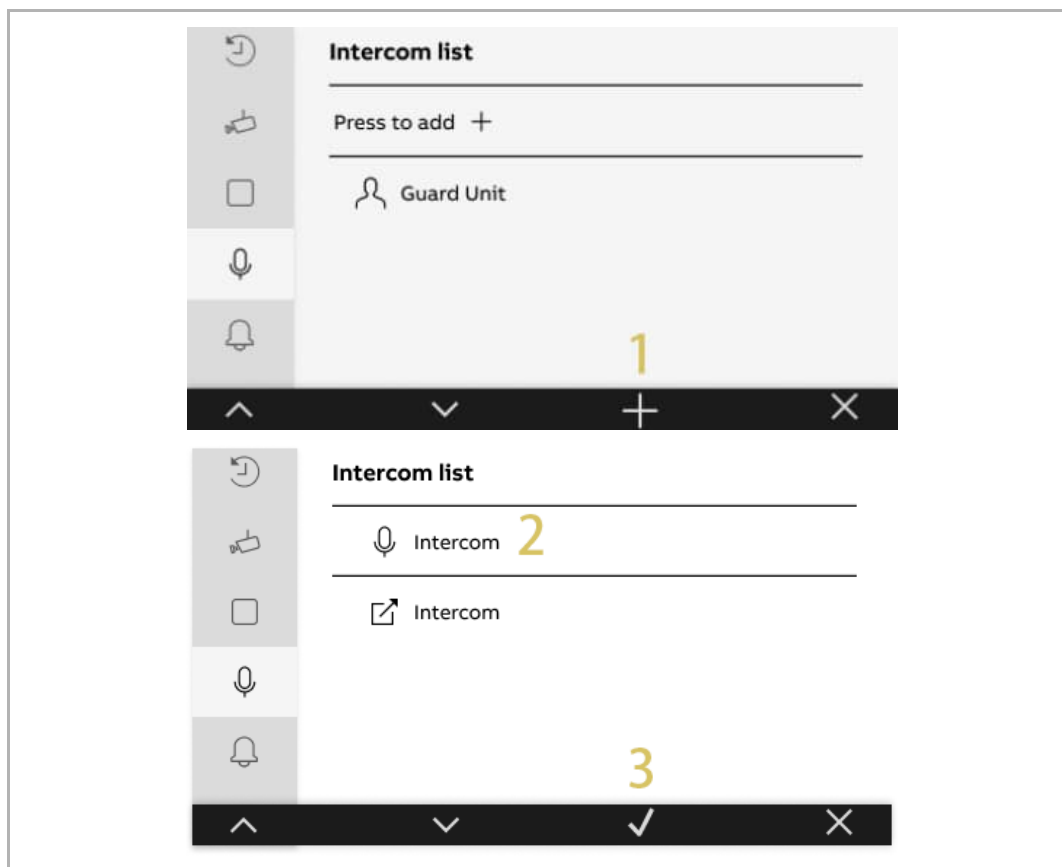 Intercom list
Press to add +
Guard Unit
1
Intercom list
Intercom 2
Intercom
3